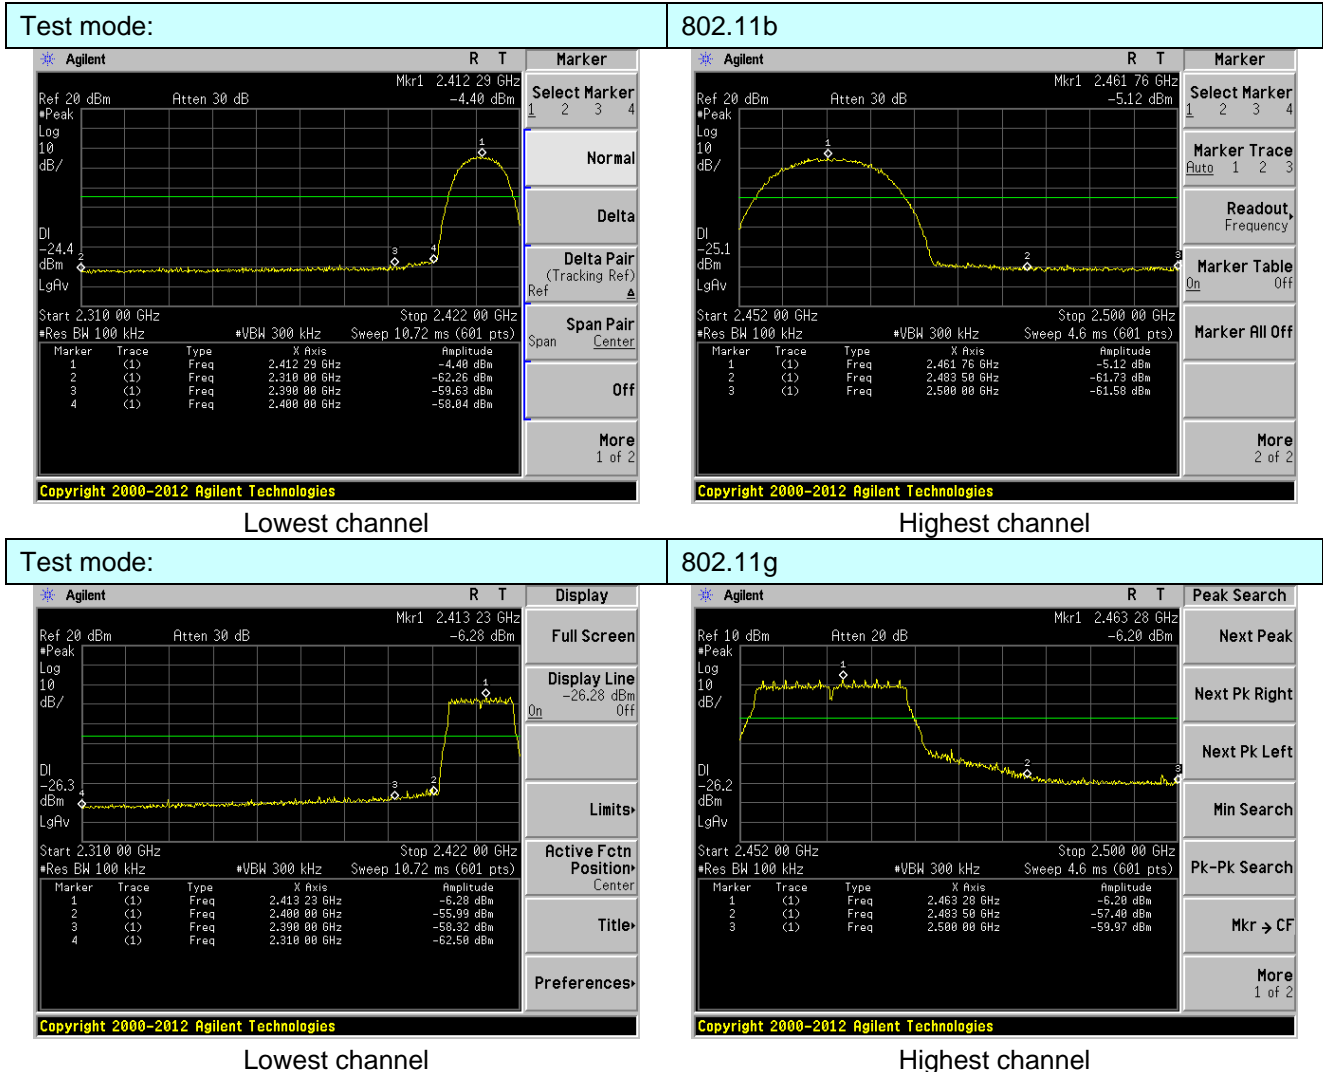 Test mode: 802.11b
Agilent R T Marker
Mkr1 2.412 29 GHz
Ref 20 dBm Atten 30 dB -4.40 dBm
#Peak
Log
10
dB/
DI
-24.4
dBm
LgAv
1
2
3
4
Start 2.310 00 GHz Stop 2.422 00 GHz
#Res BW 100 kHz #VBW 300 kHz Sweep 10.72 ms (601 pts)
Marker Trace Type X Axis Amplitude
1 (1) Freq 2.412 29 GHz -4.40 dBm
2 (1) Freq 2.310 00 GHz -62.26 dBm
3 (1) Freq 2.390 00 GHz -59.63 dBm
4 (1) Freq 2.400 00 GHz -58.04 dBm
Select Marker
1 2 3 4
Normal
Delta
Delta Pair
(Tracking Ref)
Ref Δ
Span Pair
Span Center
Off
More
1 of 2
Copyright 2000-2012 Agilent Technologies
Lowest channel
Agilent R T Marker
Mkr1 2.461 76 GHz
Ref 20 dBm Atten 30 dB -5.12 dBm
#Peak
Log
10
dB/
DI
-25.1
dBm
LgAv
1
2
3
Start 2.452 00 GHz Stop 2.500 00 GHz
#Res BW 100 kHz #VBW 300 kHz Sweep 4.6 ms (601 pts)
Marker Trace Type X Axis Amplitude
1 (1) Freq 2.461 76 GHz -5.12 dBm
2 (1) Freq 2.483 50 GHz -61.73 dBm
3 (1) Freq 2.500 00 GHz -61.58 dBm
Select Marker
1 2 3 4
Marker Trace
Auto 1 2 3
Readout
Frequency
Marker Table
On Off
Marker All Off
More
2 of 2
Copyright 2000-2012 Agilent Technologies
Highest channel
Test mode: 802.11g
Agilent R T Display
Mkr1 2.413 23 GHz
Ref 20 dBm Atten 30 dB -6.28 dBm
#Peak
Log
10
dB/
DI
-26.3
dBm
LgAv
1
2
3
4
Start 2.310 00 GHz Stop 2.422 00 GHz
#Res BW 100 kHz #VBW 300 kHz Sweep 10.72 ms (601 pts)
Marker Trace Type X Axis Amplitude
1 (1) Freq 2.413 23 GHz -6.28 dBm
2 (1) Freq 2.400 00 GHz -55.99 dBm
3 (1) Freq 2.390 00 GHz -58.32 dBm
4 (1) Freq 2.310 00 GHz -62.50 dBm
Full Screen
Display Line
-26.28 dBm
On Off
Limits
Active Fctn
Position
Center
Title
Preferences
Copyright 2000-2012 Agilent Technologies
Lowest channel
Agilent R T Peak Search
Mkr1 2.463 28 GHz
Ref 10 dBm Atten 20 dB -6.20 dBm
#Peak
Log
10
dB/
DI
-26.2
dBm
LgAv
1
2
3
Start 2.452 00 GHz Stop 2.500 00 GHz
#Res BW 100 kHz #VBW 300 kHz Sweep 4.6 ms (601 pts)
Marker Trace Type X Axis Amplitude
1 (1) Freq 2.463 28 GHz -6.20 dBm
2 (1) Freq 2.483 50 GHz -57.40 dBm
3 (1) Freq 2.500 00 GHz -59.97 dBm
Next Peak
Next Pk Right
Next Pk Left
Min Search
Pk-Pk Search
Mkr → CF
More
1 of 2
Copyright 2000-2012 Agilent Technologies
Highest channel